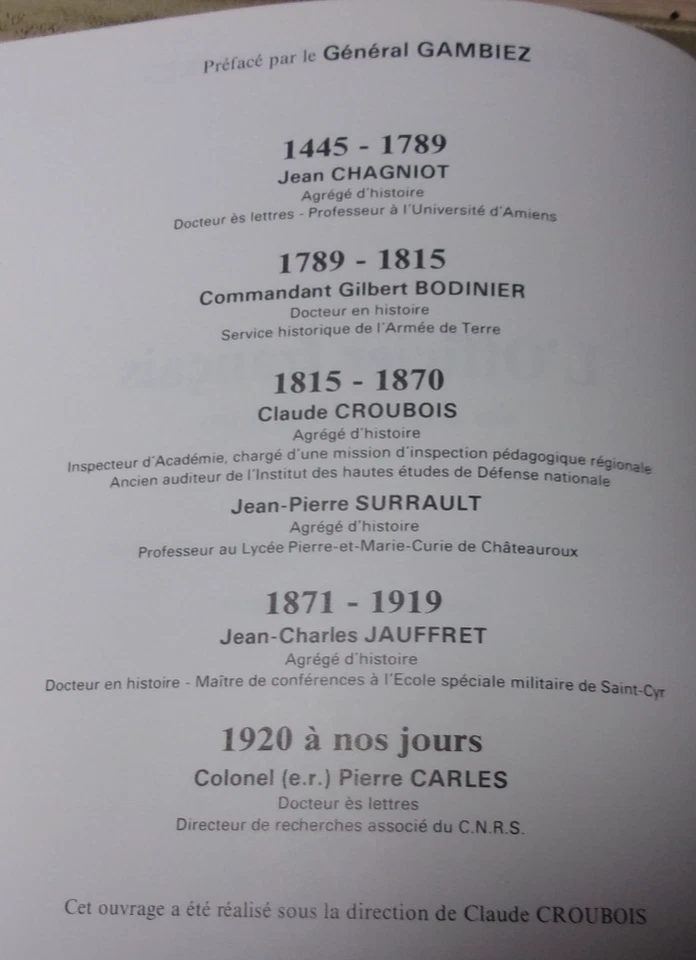 Préfacé par le Général GAMBIEZ
1445 - 1789
Jean CHAGNIOT
Agrégé d'histoire
Docteur ès lettres - Professeur à l'Université d'Amiens
1789 - 1815
Commandant Gilbert BODINIER
Docteur en histoire
Service historique de l'Armée de Terre
1815 - 1870
Claude CROUBOIS
Agrégé d'histoire
Inspecteur d'Académie, chargé d'une mission d'inspection pédagogique régionale
Ancien auditeur de l'Institut des hautes études de Défense nationale
Jean-Pierre SURRAULT
Agrégé d'histoire
Professeur au Lycée Pierre-et-Marie-Curie de Châteauroux
1871 - 1919
Jean-Charles JAUFFRET
Agrégé d'histoire
Docteur en histoire - Maître de conférences à l'Ecole spéciale militaire de Saint-Cyr
1920 à nos jours
Colonel (e.r.) Pierre CARLES
Docteur ès lettres
Directeur de recherches associé du C.N.R.S.
Cet ouvrage a été réalisé sous la direction de Claude CROUBOIS